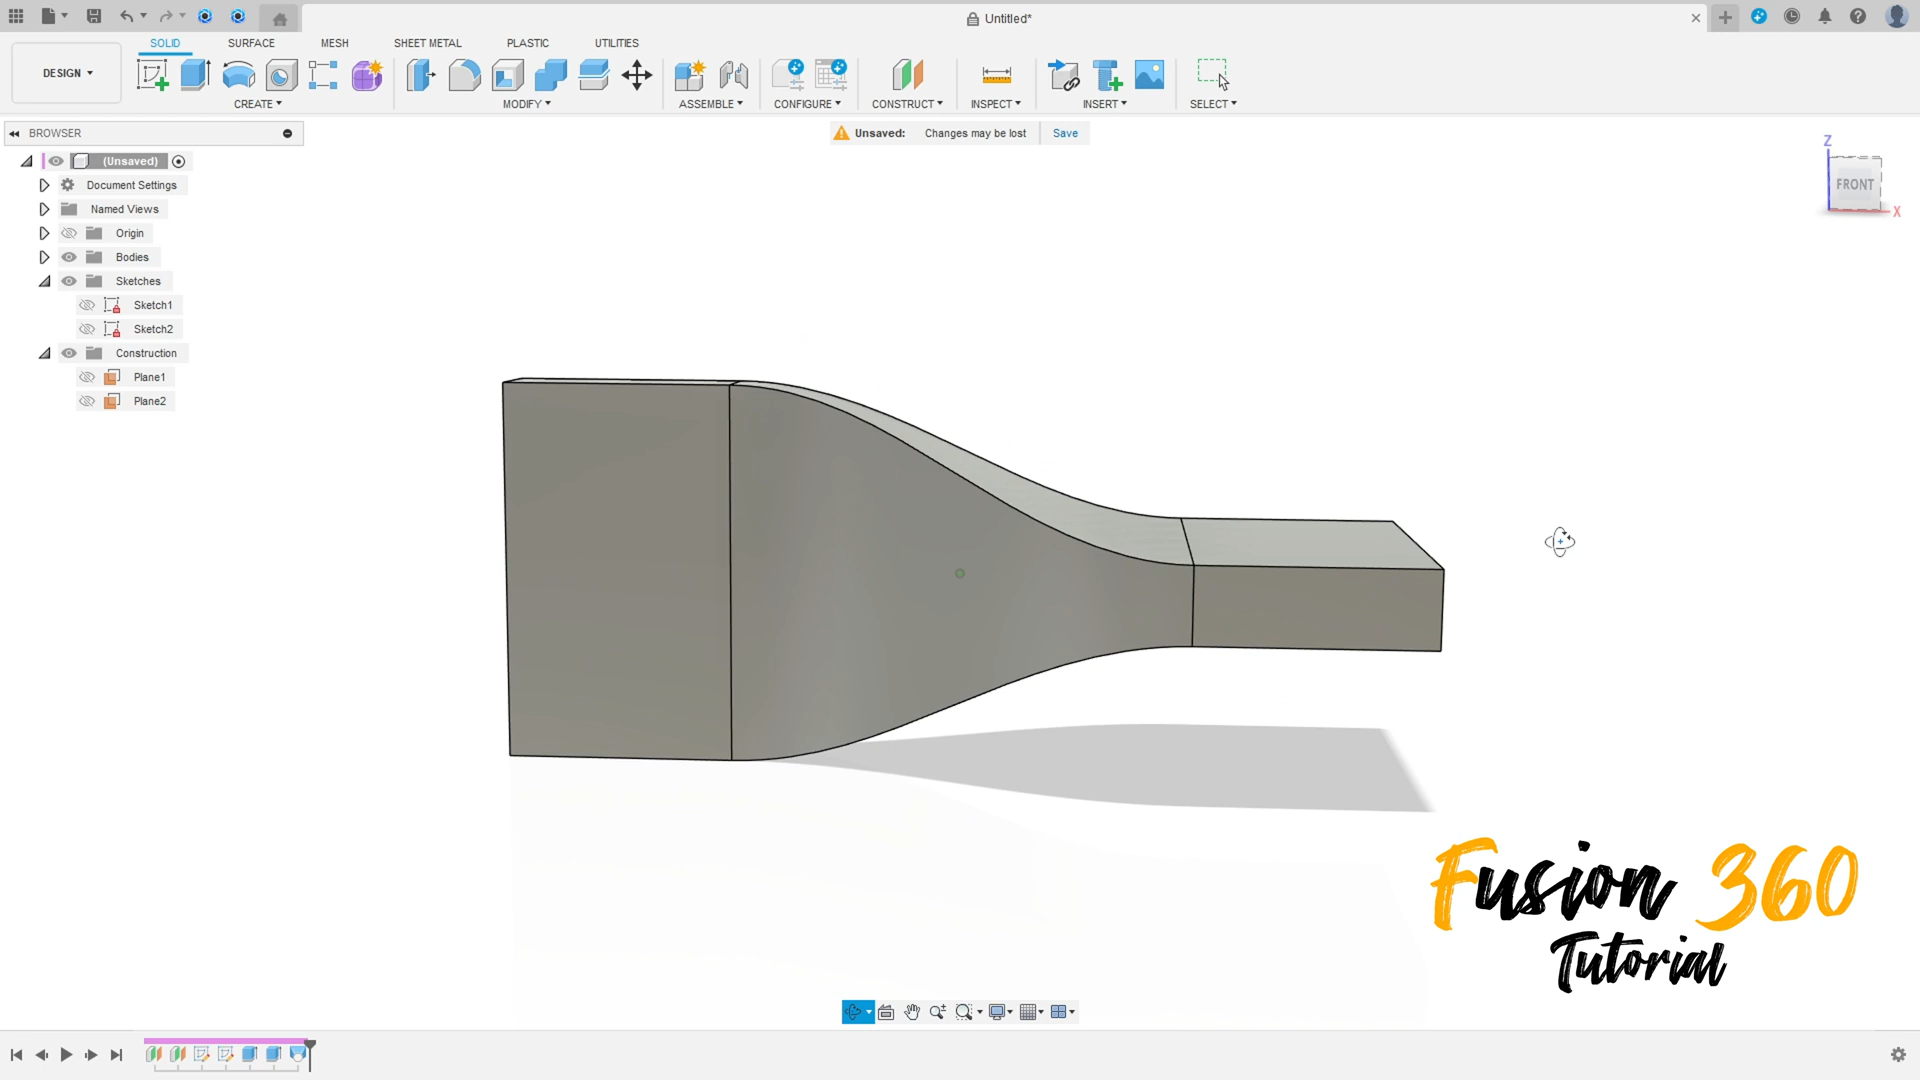 Untitled*
SOLID SURFACE MESH SHEET METAL PLASTIC UTILITIES
DESIGN
CREATE MODIFY ASSEMBLE CONFIGURE CONSTRUCT INSPECT INSERT SELECT
BROWSER
Unsaved: Changes may be lost Save
(Unsaved)
Document Settings
Named Views
Origin
Bodies
Sketches
Sketch1
Sketch2
Construction
Plane1
Plane2
Z
FRONT
X
Fusion 360
Tutorial